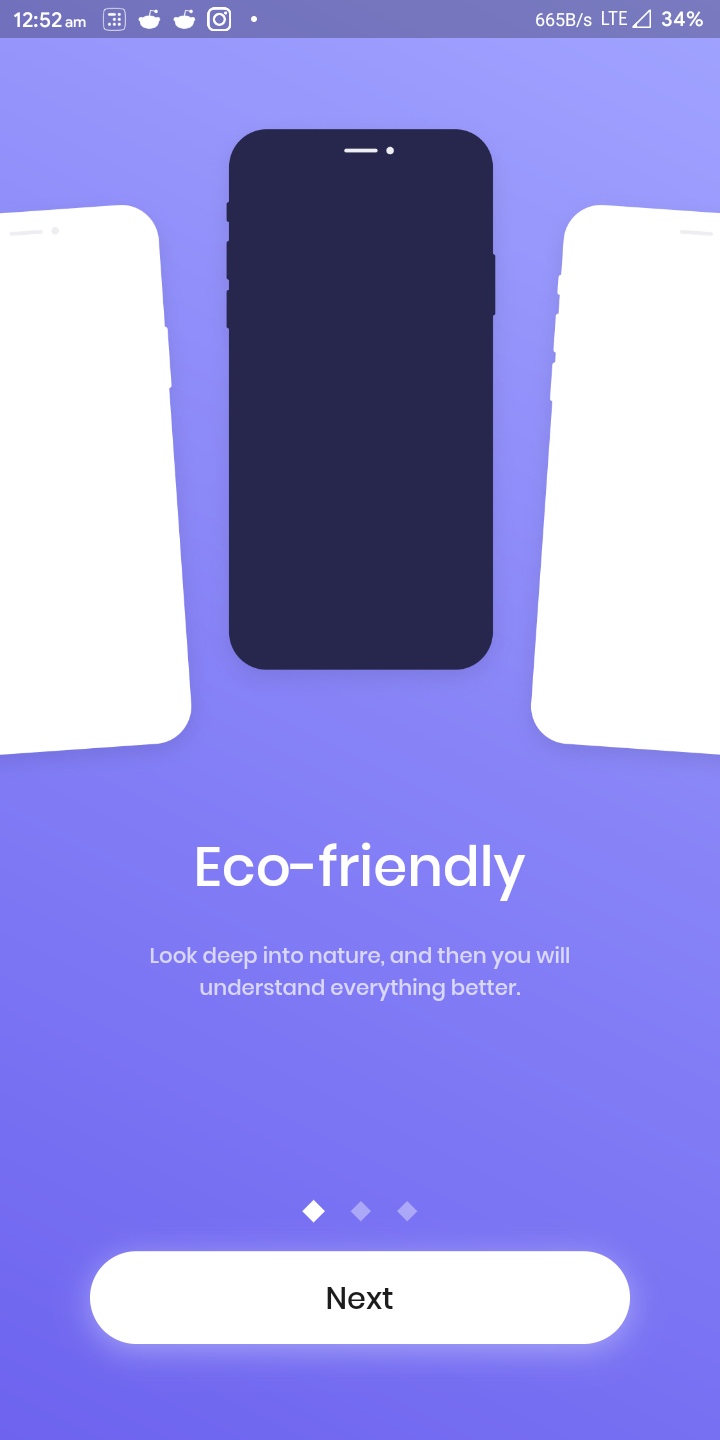 12:52 am 665B/s LTE 34%
Eco-friendly
Look deep into nature, and then you will
understand everything better.
Next